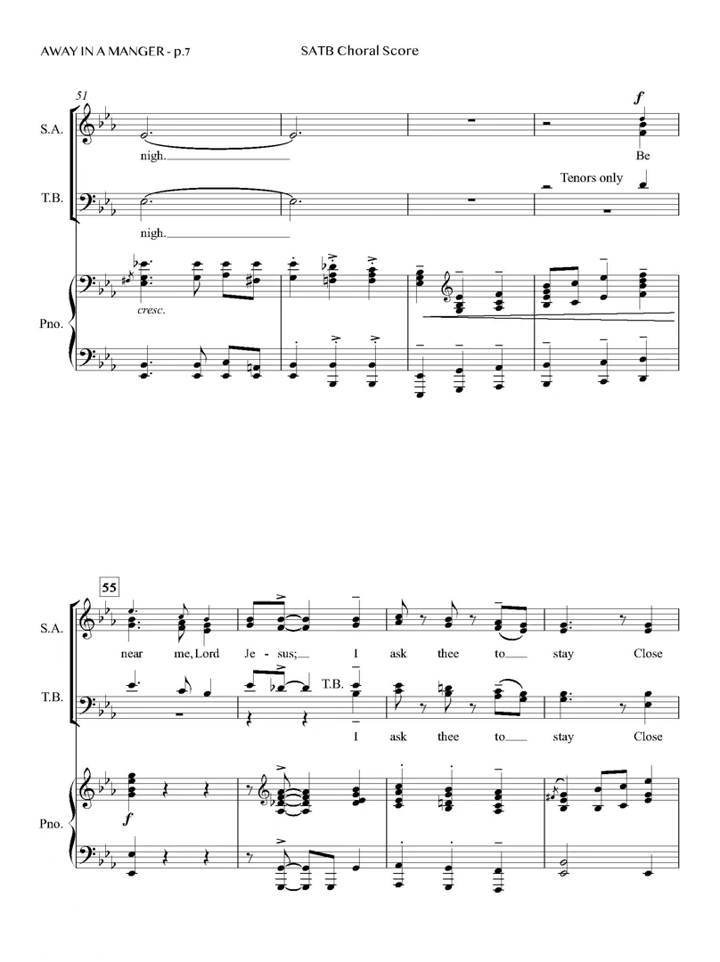 AWAY IN A MANGER - p.7 SATB Choral Score
51
f
S.A.
nigh. Be
Tenors only
T.B.
nigh.
cresc.
Pno.
55
S.A.
near me, Lord Je - sus; I ask thee to stay Close
T.B. T.B.
I ask thee to stay Close
f
Pno.